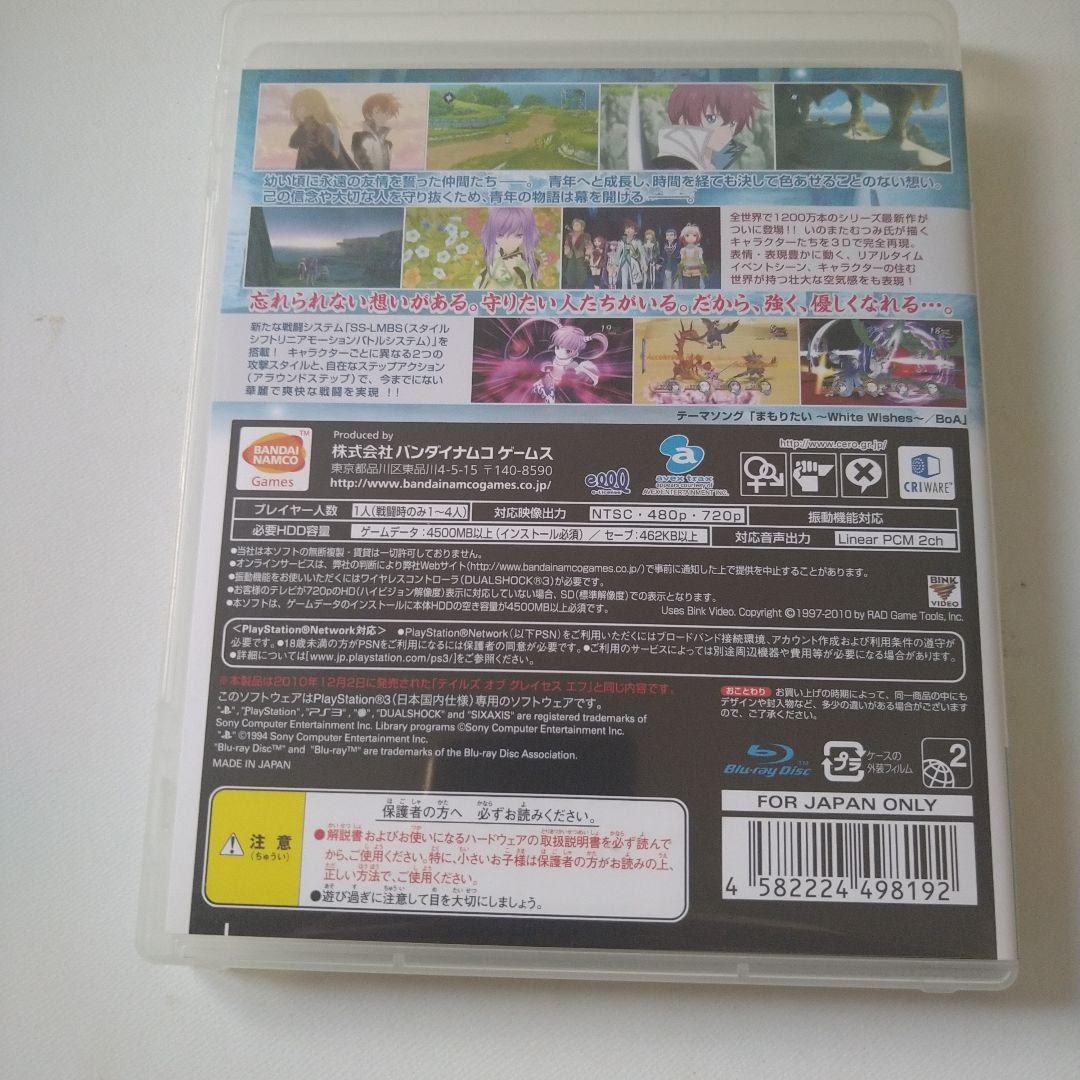 幼い頃に永遠の友情を誓った仲間たち――。 青年へと成長し、時間を経ても決して色あせることのない想い。
己の信念や大切な人を守り抜くため、青年の物語は幕を開ける――。
全世界で1200万本のシリーズ最新作が
ついに登場!! いのまたむつみ氏が描く
キャラクターたちを3Dで完全再現。
表情・表現豊かに動く、リアルタイム
イベントシーン、キャラクターの住む
世界が持つ壮大な空気感をも表現!
忘れられない想いがある。守りたい人たちがいる。だから、強く、優しくなれる…。
新たな戦闘システム「SS-LMBS(スタイル
シフトリニアモーションバトルシステム)」を
搭載! キャラクターごとに異なる2つの
攻撃スタイルと、自在なステップアクション
(アラウンドステップ)で、今までにない
華麗で爽快な戦闘を実現!!
テーマソング「まもりたい ~White Wishes~/BoA」
BANDAI
NAMCO
Games
TM
Produced by
株式会社 バンダイナムコ ゲームス
東京都品川区東品川4-5-15 〒140-8590
http://www.bandainamcogames.co.jp/
e-License
avex trax
appears courtesy of
AVEX ENTERTAINMENT INC.
http://www.cero.gr.jp/
CRIWARE™
プレイヤー人数
1人(戦闘時のみ1~4人)
対応映像出力
NTSC・480p・720p
振動機能対応
必要HDD容量
ゲームデータ:4500MB以上(インストール必須) / セーブ:462KB以上
対応音声出力
Linear PCM 2ch
●当社は本ソフトの無断複製・賃貸は一切許可しておりません。
●オンラインサービスは、弊社の判断により弊社Webサイト(http://www.bandainamcogames.co.jp/)で事前に通知した上で提供を中止することがあります。
●振動機能をお使いいただくにはワイヤレスコントローラ(DUALSHOCK®3)が必要です。
●お客様のテレビが720pのHD(ハイビジョン解像度)表示に対応していない場合、SD(標準解像度)での表示となります。
●本ソフトは、ゲームデータのインストールに本体HDDの空き容量が4500MB以上必須です。
BINK
VIDEO
Uses Bink Video. Copyright ©1997-2010 by RAD Game Tools, Inc.
<PlayStation®Network対応> ●PlayStation®Network(以下PSN)をご利用いただくにはブロードバンド接続環境、アカウント作成および利用条件の遵守が
必要です。●18歳未満の方がPSNをご利用になるには保護者の同意が必要です。●ご利用のサービスによっては別途周辺機器や費用等が必要になる場合があります。
●詳細については[www.jp.playstation.com/ps3/]をご参照ください。
※本製品は2010年12月2日に発売された「テイルズ オブ グレイセス エフ」と同じ内容です。
このソフトウェアはPlayStation®3(日本国内仕様)専用のソフトウェアです。
"", "PlayStation", "PS3", "", "DUALSHOCK" and "SIXAXIS" are registered trademarks of
Sony Computer Entertainment Inc. Library programs ©Sony Computer Entertainment Inc.
"" ©1994 Sony Computer Entertainment Inc.
"Blu-ray Disc™" and "Blu-ray™" are trademarks of the Blu-ray Disc Association.
MADE IN JAPAN
おことわり お買い上げの時期によって、同一商品の中にも
デザインや封入物など、多少の違いがある場合がございます
ので、ご了承ください。
Blu-ray Disc™
プラ
ケースの
外装フィルム
2
FOR JAPAN ONLY
4 582224 498192
注意
(ちゅうい)
保護者の方へ 必ずお読みください。
●解説書およびお使いになるハードウェアの取扱説明書を必ず読んで
から、ご使用ください。特に、小さいお子様は保護者の方がお読みの上、
正しい方法で、ご使用ください。
●遊び過ぎに注意して目を大切にしましょう。